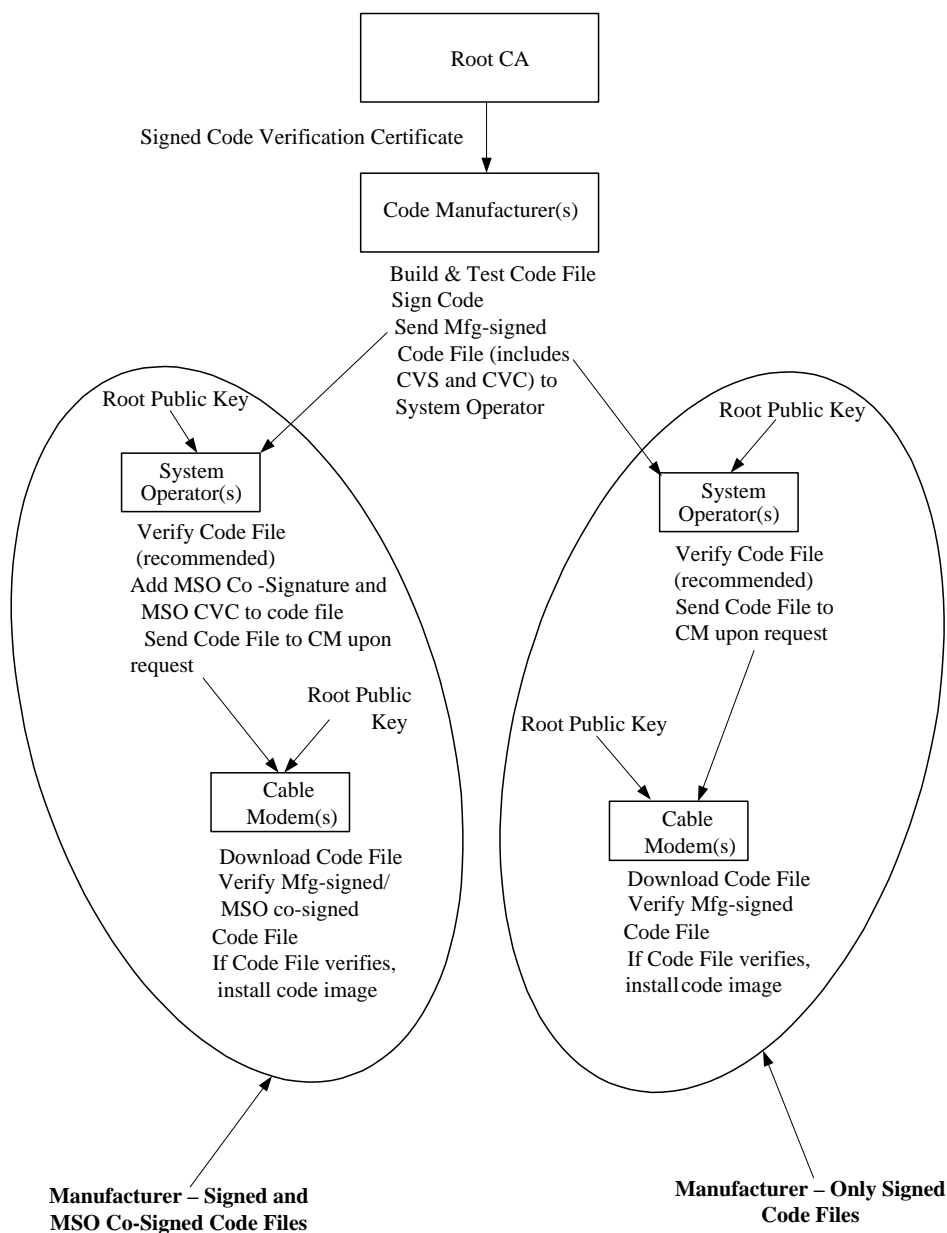 Root CA
Signed Code Verification Certificate
Code Manufacturer(s)
Build & Test Code File
Sign Code
Send Mfg-signed
Code File (includes
CVS and CVC) to
System Operator
Root Public Key
System
Operator(s)
Verify Code File
(recommended)
Add MSO Co -Signature and
MSO CVC to code file
Send Code File to CM upon
request
Root Public
Key
Cable
Modem(s)
Download Code File
Verify Mfg-signed/
MSO co-signed
Code File
If Code File verifies,
install code image
Manufacturer – Signed and
MSO Co-Signed Code Files
Root Public Key
System
Operator(s)
Verify Code File
(recommended)
Send Code File to
CM upon request
Root Public Key
Cable
Modem(s)
Download Code File
Verify Mfg-signed
Code File
If Code File verifies,
install code image
Manufacturer – Only Signed
Code Files